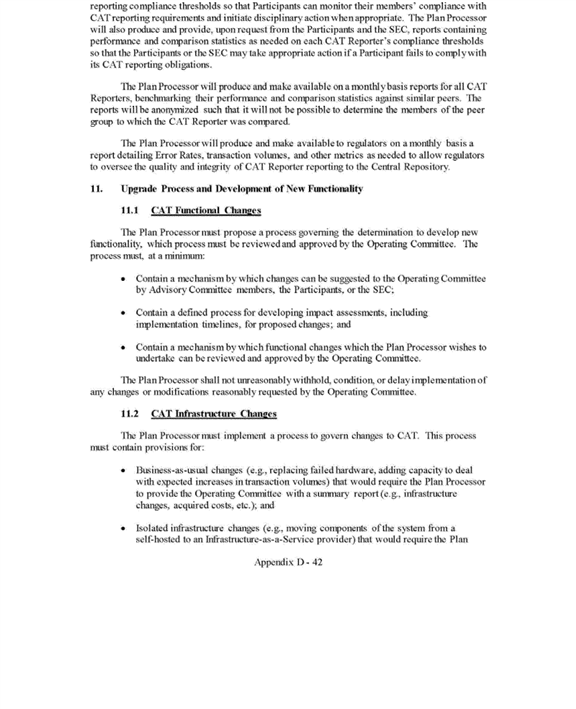 reporting compliance thresholds so that Participants can monitor their members' compliance with
CAT reporting requirements and initiate disciplinary action when appropriate. The Plan Processor
will also produce and provide, upon request from the Participants and the SEC, reports containing
performance and comparison statistics as needed on each CAT Reporter's compliance thresholds
so that the Participants or the SEC may take appropriate action if a Participant fails to comply with
its CAT reporting obligations.
The Plan Processor will produce and make available on a monthly basis reports for all CAT
Reporters, benchmarking their performance and comparison statistics against similar peers. The
reports will be anonymized such that it will not be possible to determine the members of the peer
group to which the CAT Reporter was compared.
The Plan Processor will produce and make available to regulators on a monthly basis a
report detailing Error Rates, transaction volumes, and other metrics as needed to allow regulators
to oversee the quality and integrity of CAT Reporter reporting to the Central Repository.
11. Upgrade Process and Development of New Functionality
11.1 CAT Functional Changes
The Plan Processor must propose a process governing the determination to develop new
functionality, which process must be reviewed and approved by the Operating Committee. The
process must, at a minimum:
• Contain a mechanism by which changes can be suggested to the Operating Committee
by Advisory Committee members, the Participants, or the SEC;
• Contain a defined process for developing impact assessments, including
implementation timelines, for proposed changes; and
• Contain a mechanism by which functional changes which the Plan Processor wishes to
undertake can be reviewed and approved by the Operating Committee.
The Plan Processor shall not unreasonably withhold, condition, or delay implementation of
any changes or modifications reasonably requested by the Operating Committee.
11.2 CAT Infrastructure Changes
The Plan Processor must implement a process to govern changes to CAT. This process
must contain provisions for:
• Business-as-usual changes (e.g., replacing failed hardware, adding capacity to deal
with expected increases in transaction volumes) that would require the Plan Processor
to provide the Operating Committee with a summary report (e.g., infrastructure
changes, acquired costs, etc.); and
• Isolated infrastructure changes (e.g., moving components of the system from a
self-hosted to an Infrastructure-as-a-Service provider) that would require the Plan
Appendix D - 42